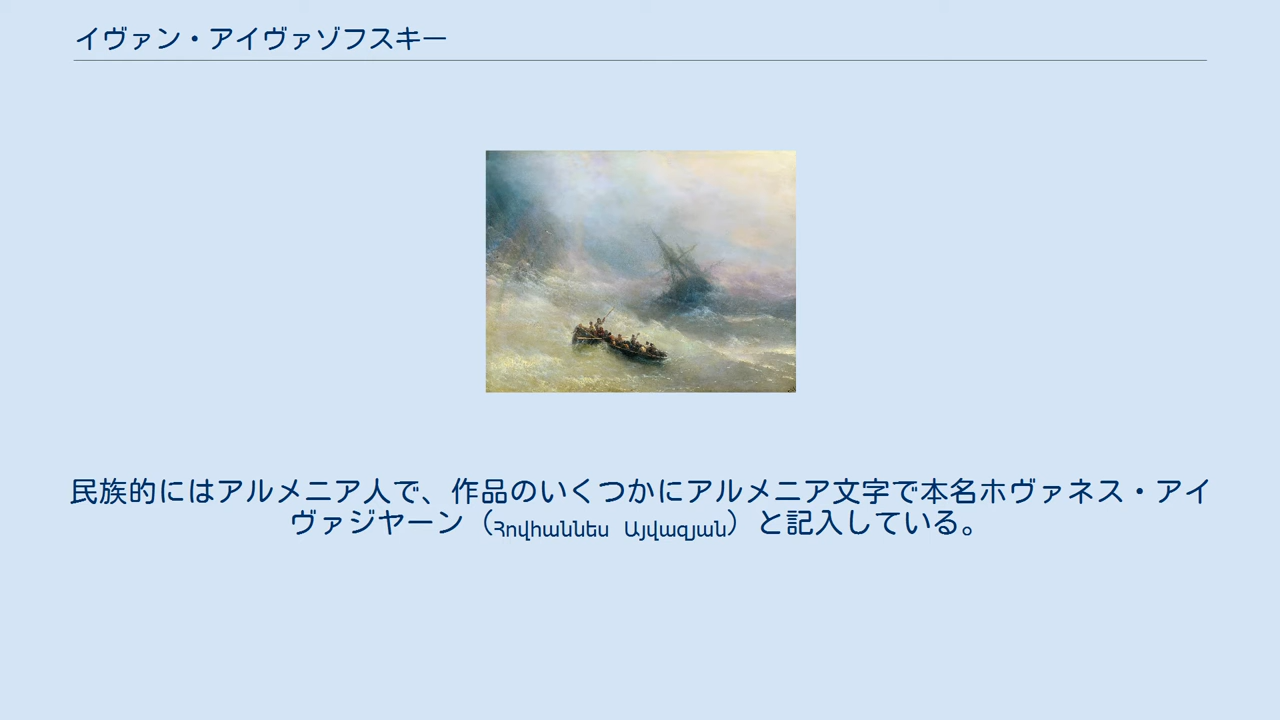 イヴァン・アイヴァゾフスキー
民族的にはアルメニア人で、作品のいくつかにアルメニア文字で本名ホヴァネス・アイ
ヴァジヤーン（Հովհաննես Այվազյան）と記入している。